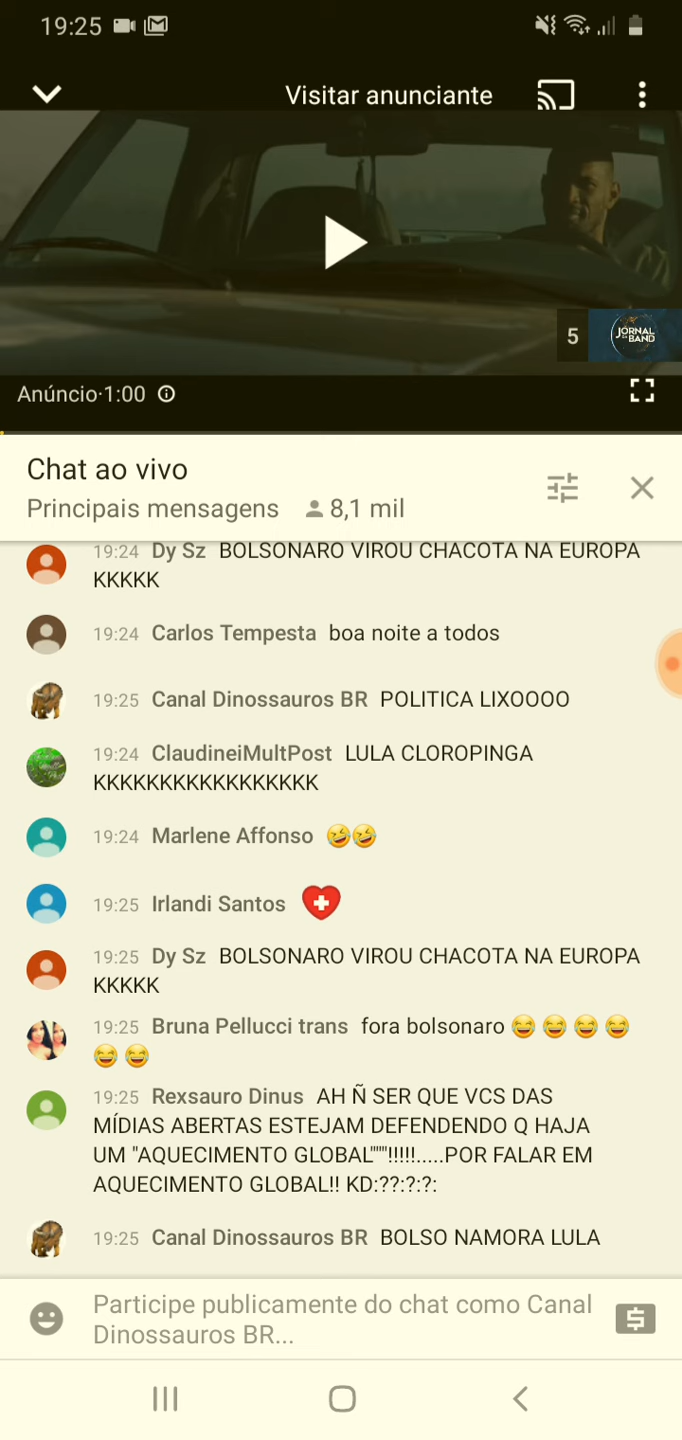 19:25
Visitar anunciante
5
JORNAL
DA BAND
Anúncio·1:00
Chat ao vivo
Principais mensagens 8,1 mil
19:24 Dy Sz BOLSONARO VIROU CHACOTA NA EUROPA
KKKKK
19:24 Carlos Tempesta boa noite a todos
19:25 Canal Dinossauros BR POLITICA LIXOOOO
19:24 ClaudineiMultPost LULA CLOROPINGA
KKKKKKKKKKKKKKKKK
19:24 Marlene Affonso 🤣🤣
19:25 Irlandi Santos
19:25 Dy Sz BOLSONARO VIROU CHACOTA NA EUROPA
KKKKK
19:25 Bruna Pellucci trans fora bolsonaro 😂 😂 😂 😂
😂 😂
19:25 Rexsauro Dinus AH Ñ SER QUE VCS DAS
MÍDIAS ABERTAS ESTEJAM DEFENDENDO Q HAJA
UM "AQUECIMENTO GLOBAL"""!!!!!.....POR FALAR EM
AQUECIMENTO GLOBAL!! KD:??:?:?:
19:25 Canal Dinossauros BR BOLSO NAMORA LULA
Participe publicamente do chat como Canal
Dinossauros BR...